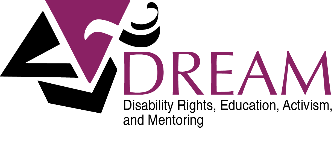 DREAM
Disability Rights, Education, Activism,
and Mentoring